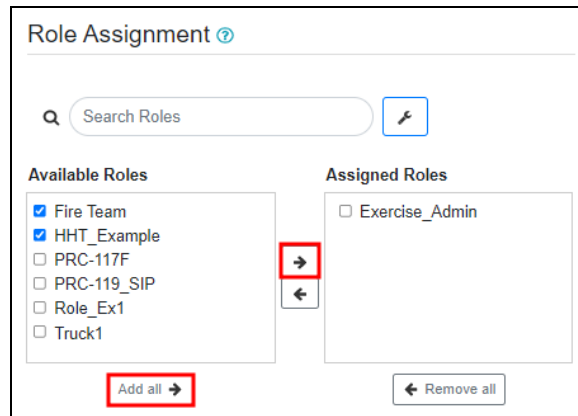 Role Assignment ?
Search Roles
Available Roles
Assigned Roles
Fire Team
HHT_Example
PRC-117F
PRC-119_SIP
Role_Ex1
Truck1
Exercise_Admin
Add all
Remove all